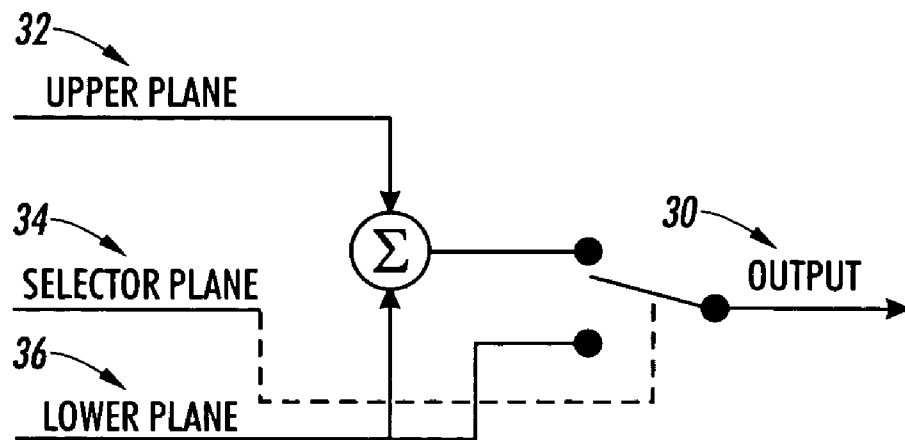 32
UPPER PLANE
34
SELECTOR PLANE
36
LOWER PLANE
Σ
30
OUTPUT